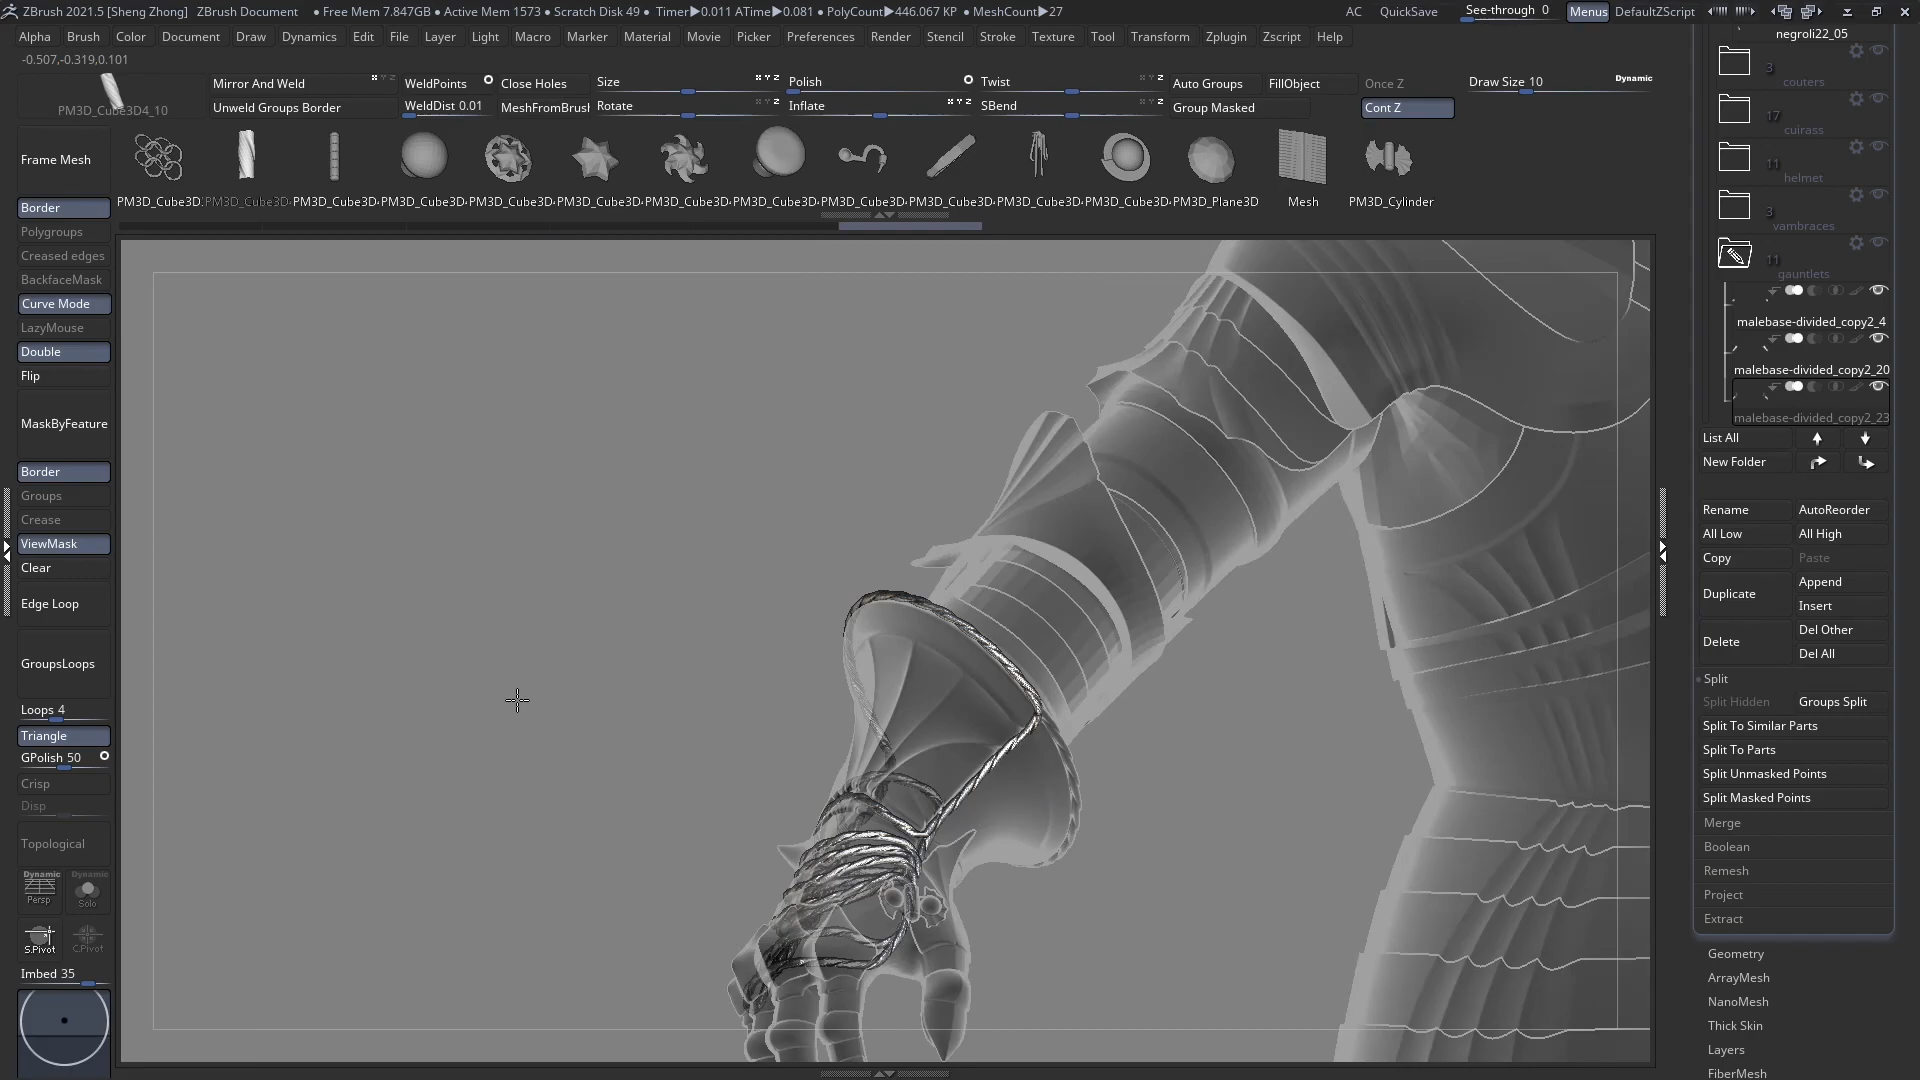 ZBrush 2021.5 [Sheng Zhong] ZBrush Document • Free Mem 7.847GB • Active Mem 1573 • Scratch Disk 49 • Timer▶0.011 ATime▶0.081 • PolyCount▶446.067 KP • MeshCount▶27 AC QuickSave See-through 0 Menus DefaultZScript
Alpha Brush Color Document Draw Dynamics Edit File Layer Light Macro Marker Material Movie Picker Preferences Render Stencil Stroke Texture Tool Transform Zplugin Zscript Help
-0.507,-0.319,0.101
PM3D_Cube3D4_10
Mirror And Weld WeldPoints Close Holes Size Polish Twist Auto Groups FillObject Once Z Draw Size 10 Dynamic
Unweld Groups Border WeldDist 0.01 MeshFromBrush Rotate Inflate SBend Group Masked Cont Z
PM3D_Cube3D PM3D_Cube3D PM3D_Cube3D PM3D_Cube3D PM3D_Cube3D PM3D_Cube3D PM3D_Cube3D PM3D_Cube3D PM3D_Cube3D PM3D_Cube3D PM3D_Cube3D PM3D_Cube3D PM3D_Plane3D Mesh PM3D_Cylinder
Frame Mesh
Border
Polygroups
Creased edges
BackfaceMask
Curve Mode
LazyMouse
Double
Flip
MaskByFeature
Border
Groups
Crease
ViewMask
Clear
Edge Loop
GroupsLoops
Loops 4
Triangle
GPolish 50
Crisp
Disp
Topological
Dynamic Dynamic
Persp Solo
S.Pivot C.Pivot
Imbed 35
negroli22_05
3
couters
17
cuirass
11
helmet
3
vambraces
11
gauntlets
malebase-divided_copy2_4
malebase-divided_copy2_20
malebase-divided_copy2_23
List All
New Folder
Rename AutoReorder
All Low All High
Copy Paste
Duplicate Append
Insert
Delete Del Other
Del All
Split
Split Hidden Groups Split
Split To Similar Parts
Split To Parts
Split Unmasked Points
Split Masked Points
Merge
Boolean
Remesh
Project
Extract
Geometry
ArrayMesh
NanoMesh
Thick Skin
Layers
FiberMesh